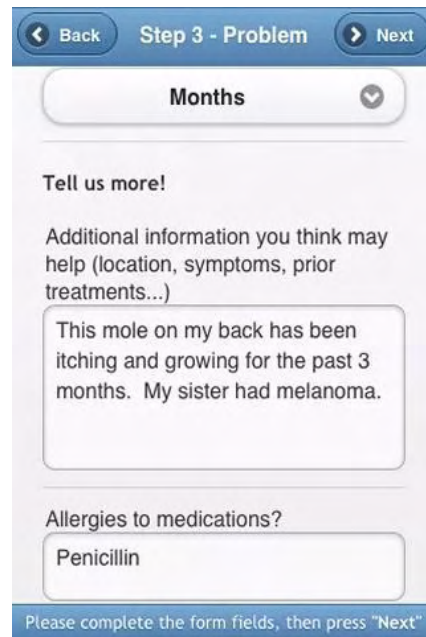 Back Step 3 - Problem Next
Months
Tell us more!
Additional information you think may
help (location, symptoms, prior
treatments...)
This mole on my back has been
itching and growing for the past 3
months.  My sister had melanoma.
Allergies to medications?
Penicillin
Please complete the form fields, then press "Next"